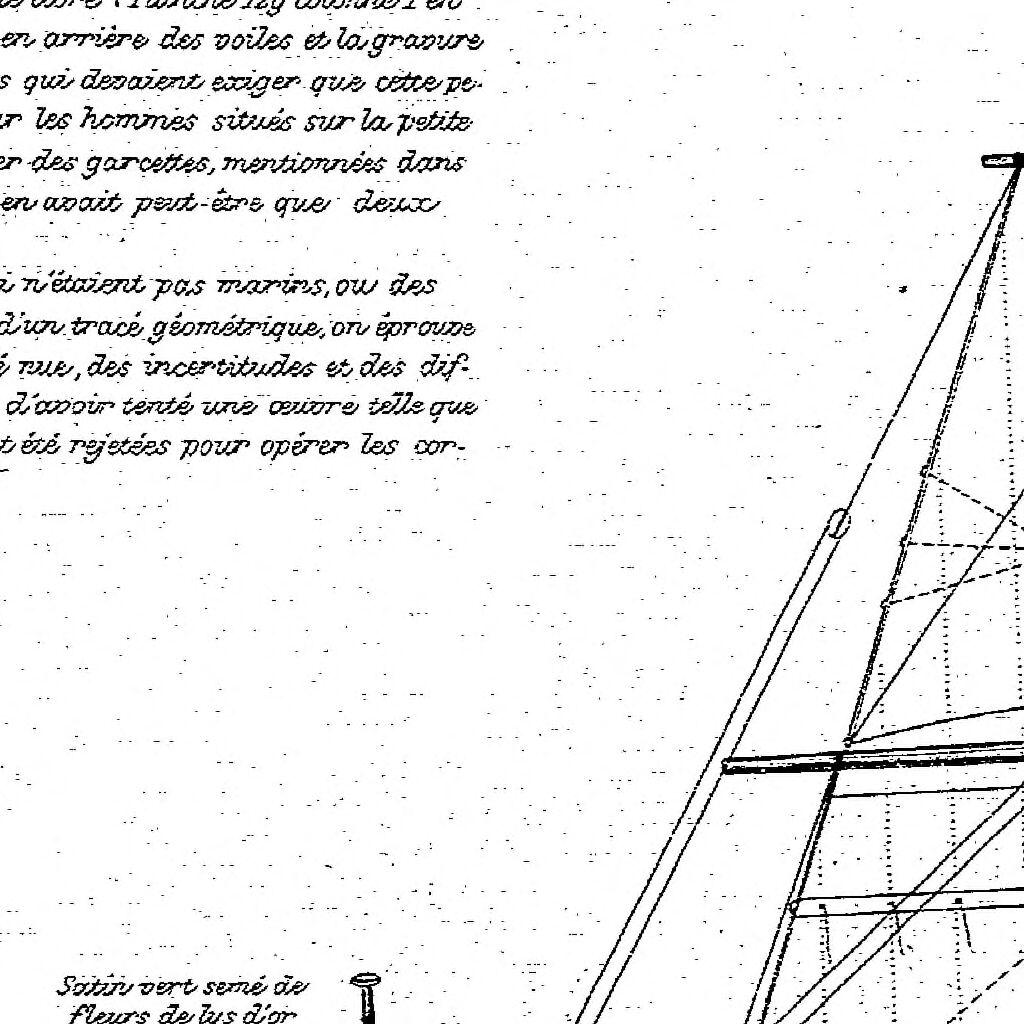 en arrière des voiles et la gravure
qui devaient exiger que cette pe-
les hommes situés sur la petite
des garcettes, mentionnées dans
en avait peut-être que deux
n'étaient pas marins, ou des
d'un tracé géométrique, on éprouve
nue, des incertitudes et des dif-
d'avoir tenté une œuvre telle que
été rejetées pour opérer les cor-
Satin vert semé de
fleurs de lys d'or